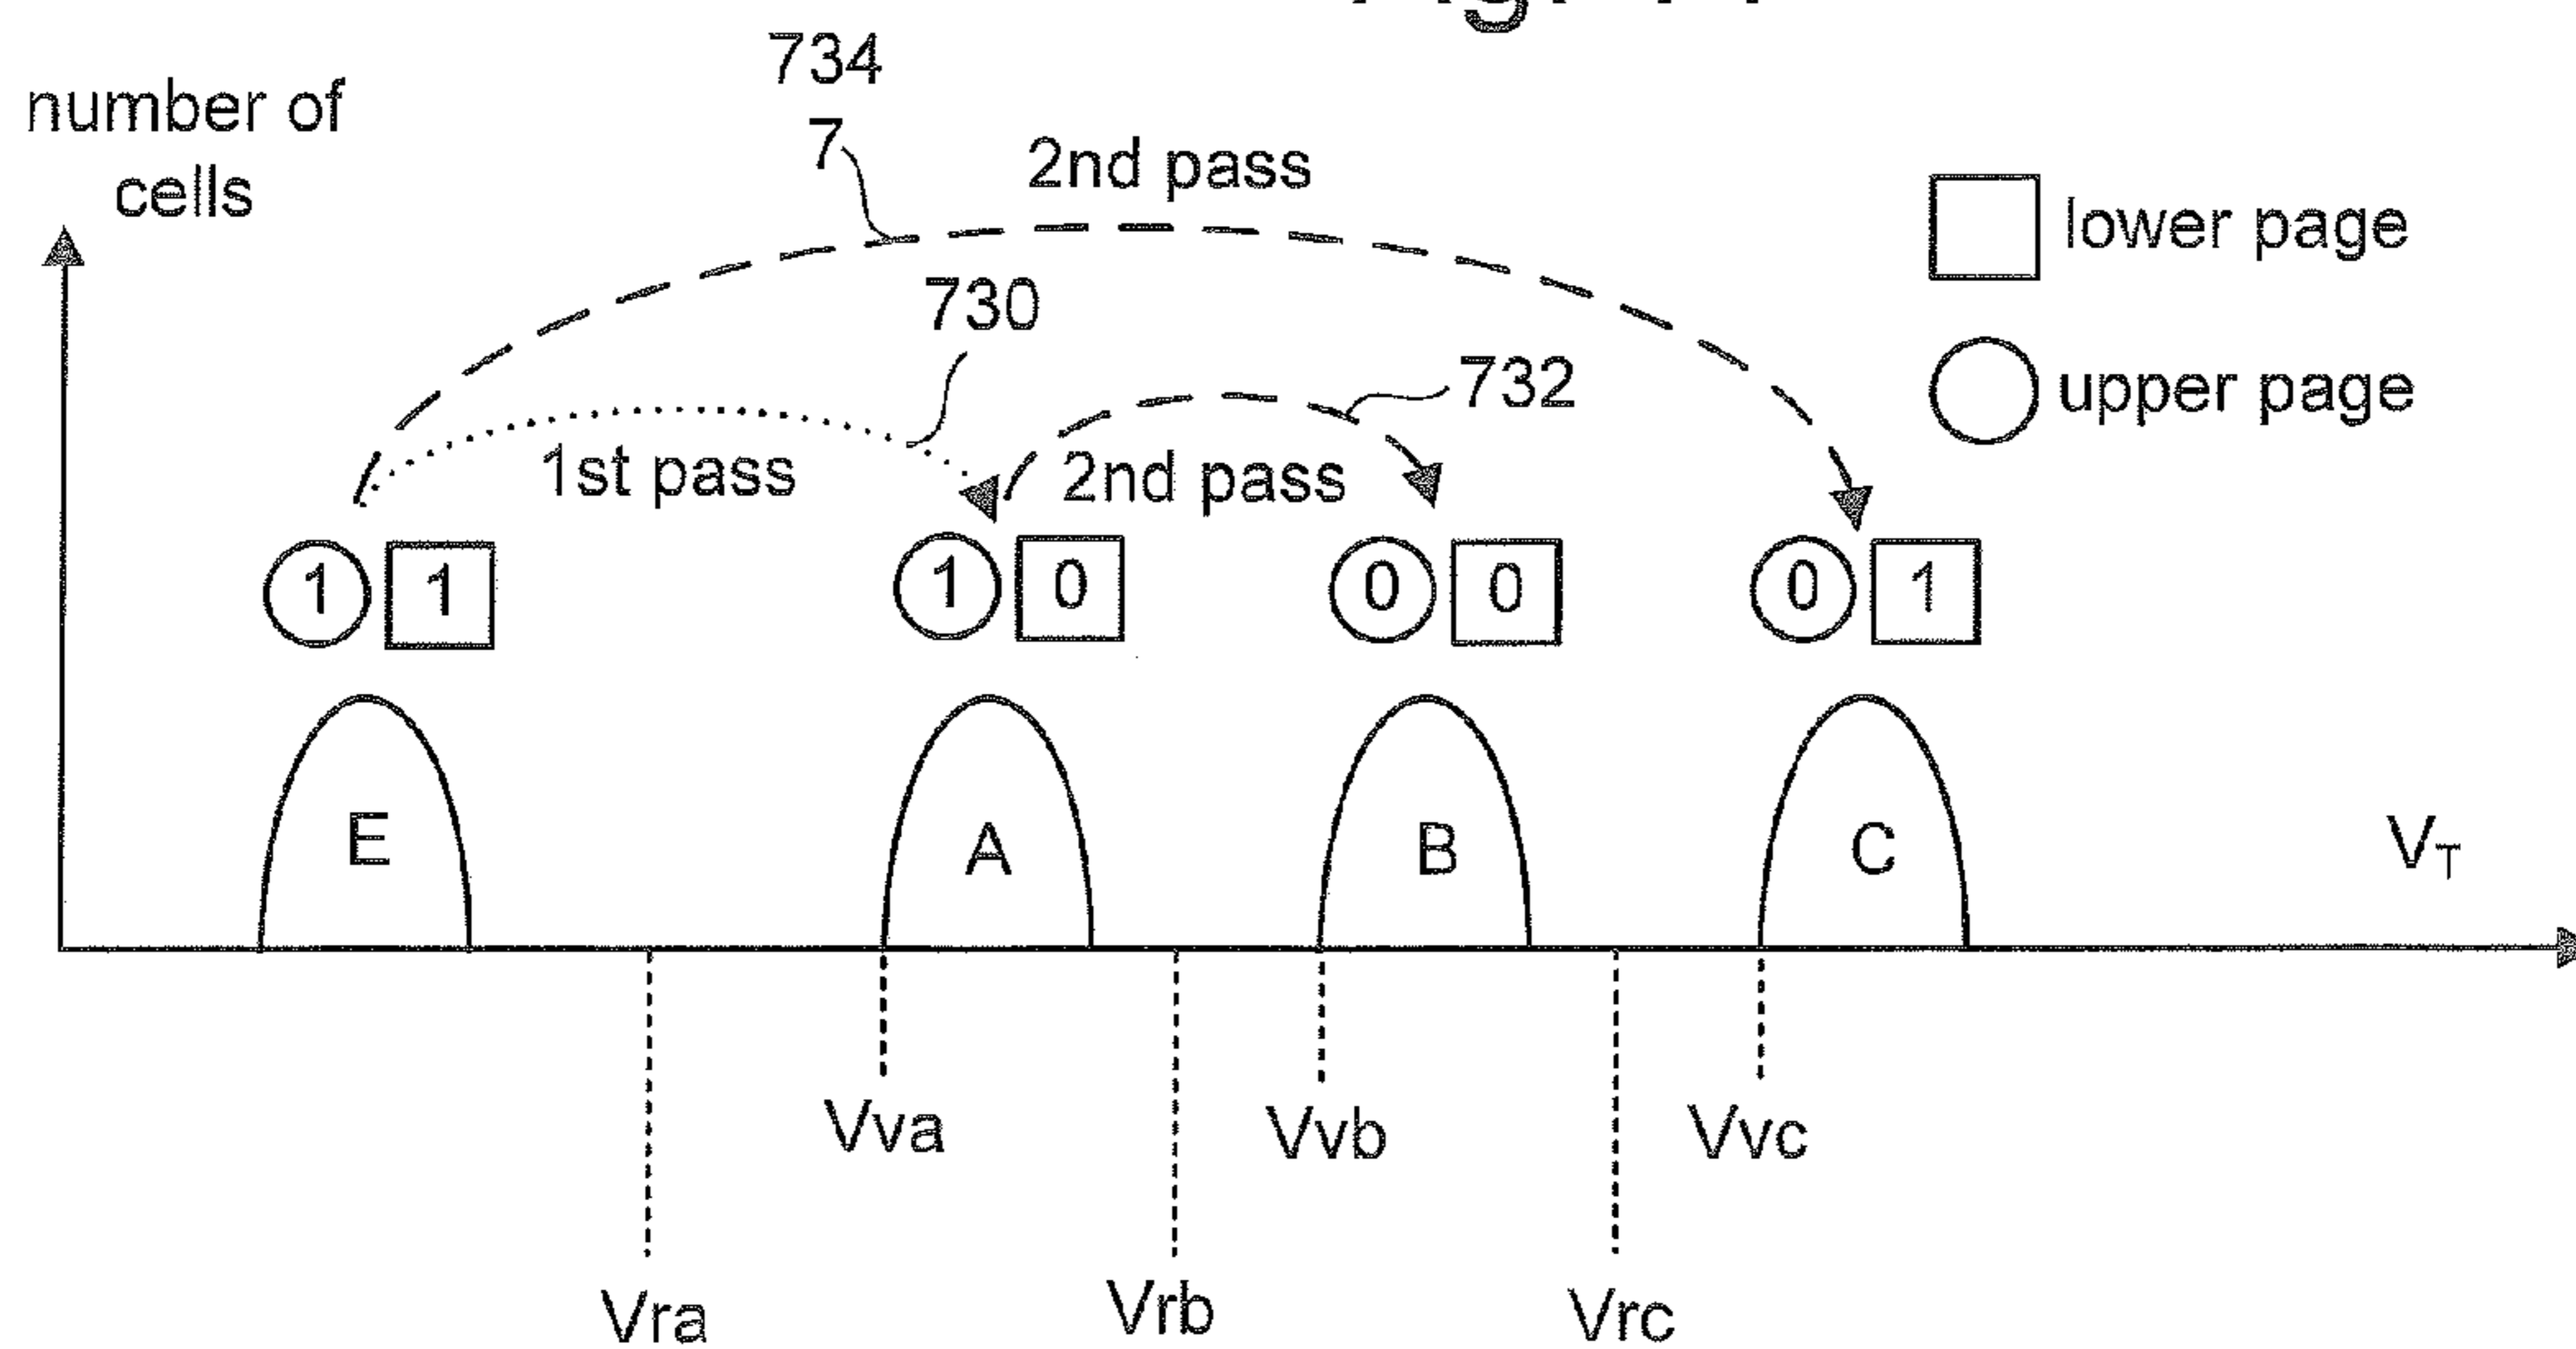 number of
cells
734
7
2nd pass
lower page
730
732
upper page
1st pass
2nd pass
1 1 1 0 0 0 0 1
E A B C
VT
Vva Vvb Vvc
Vra Vrb Vrc